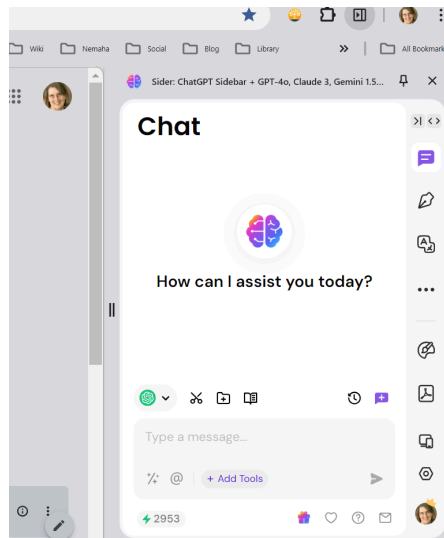 Wiki Nemaha Social Blog Library » All Bookmark
Sider: ChatGPT Sidebar + GPT-4o, Claude 3, Gemini 1.5...
Chat
How can I assist you today?
Type a message...
@ + Add Tools
2953